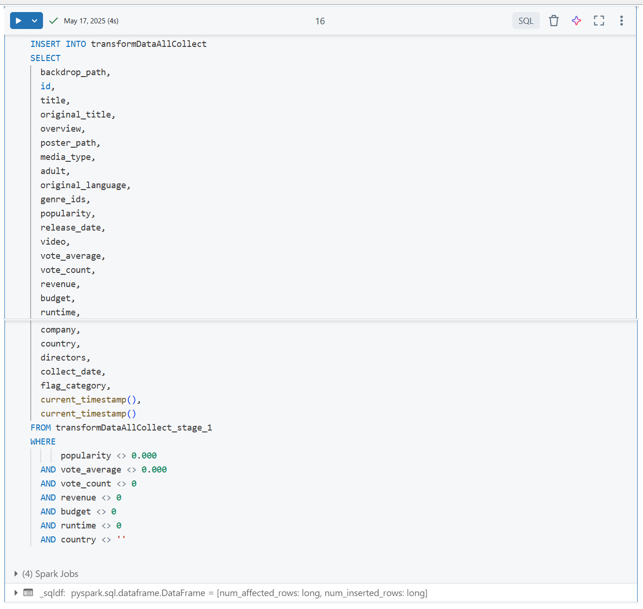 May 17, 2025 (4s)
16
SQL
INSERT INTO transformDataAllCollect
SELECT
backdrop_path,
id,
title,
original_title,
overview,
poster_path,
media_type,
adult,
original_language,
genre_ids,
popularity,
release_date,
video,
vote_average,
vote_count,
revenue,
budget,
runtime,
company,
country,
directors,
collect_date,
flag_category,
current_timestamp(),
current_timestamp()
FROM transformDataAllCollect_stage_1
WHERE
popularity <> 0.000
AND vote_average <> 0.000
AND vote_count <> 0
AND revenue <> 0
AND budget <> 0
AND runtime <> 0
AND country <> ''
(4) Spark Jobs
_sqldf: pyspark.sql.dataframe.DataFrame = [num_affected_rows: long, num_inserted_rows: long]